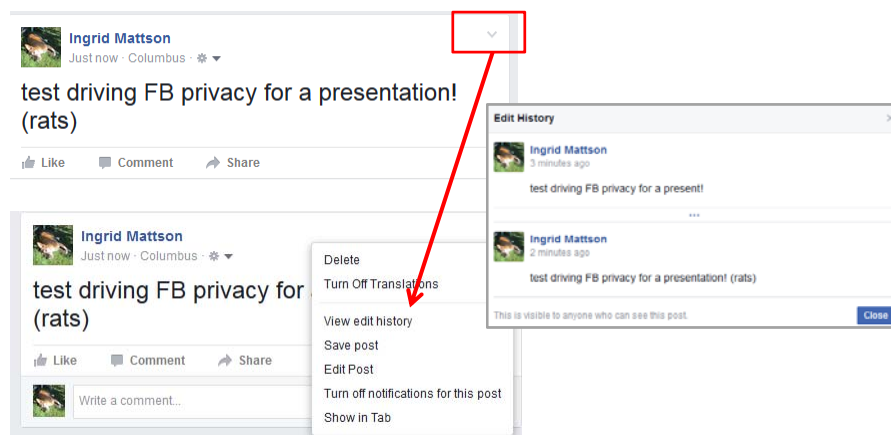 Ingrid Mattson
Just now · Columbus ·
test driving FB privacy for a presentation!
(rats)
Like Comment Share
Ingrid Mattson
Just now · Columbus ·
test driving FB privacy for
(rats)
Like Comment Share
Write a comment...
Delete
Turn Off Translations
View edit history
Save post
Edit Post
Turn off notifications for this post
Show in Tab
Edit History
Ingrid Mattson
3 minutes ago
test driving FB privacy for a present!
Ingrid Mattson
2 minutes ago
test driving FB privacy for a presentation! (rats)
This is visible to anyone who can see this post.
Close